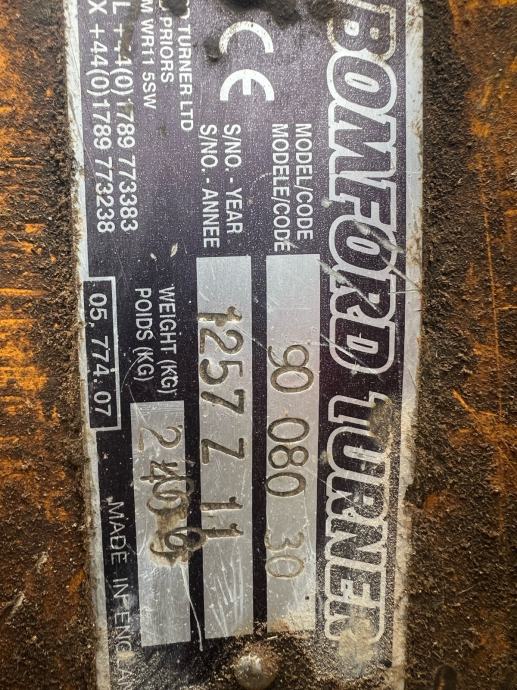 BOMFORD TURNER
MODEL/CODE
MODELE/CODE
90 080 30
S/NO. - YEAR
S/NO. - ANNEE
1257 Z 11
CE
WEIGHT (KG)
POIDS (KG)
TURNER LTD
PRIORS
WR11 5SW
+44(0)1789 773383
+44(0)1789 773238
05. 774. 07
MADE IN ENGLAN